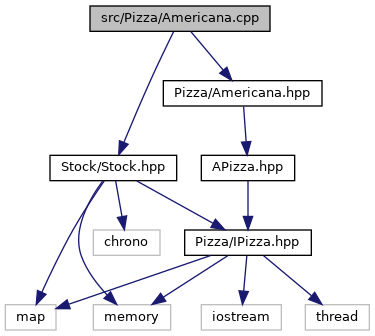 src/Pizza/Americana.cpp
Pizza/Americana.hpp
Stock/Stock.hpp
APizza.hpp
chrono
Pizza/IPizza.hpp
map
memory
iostream
thread